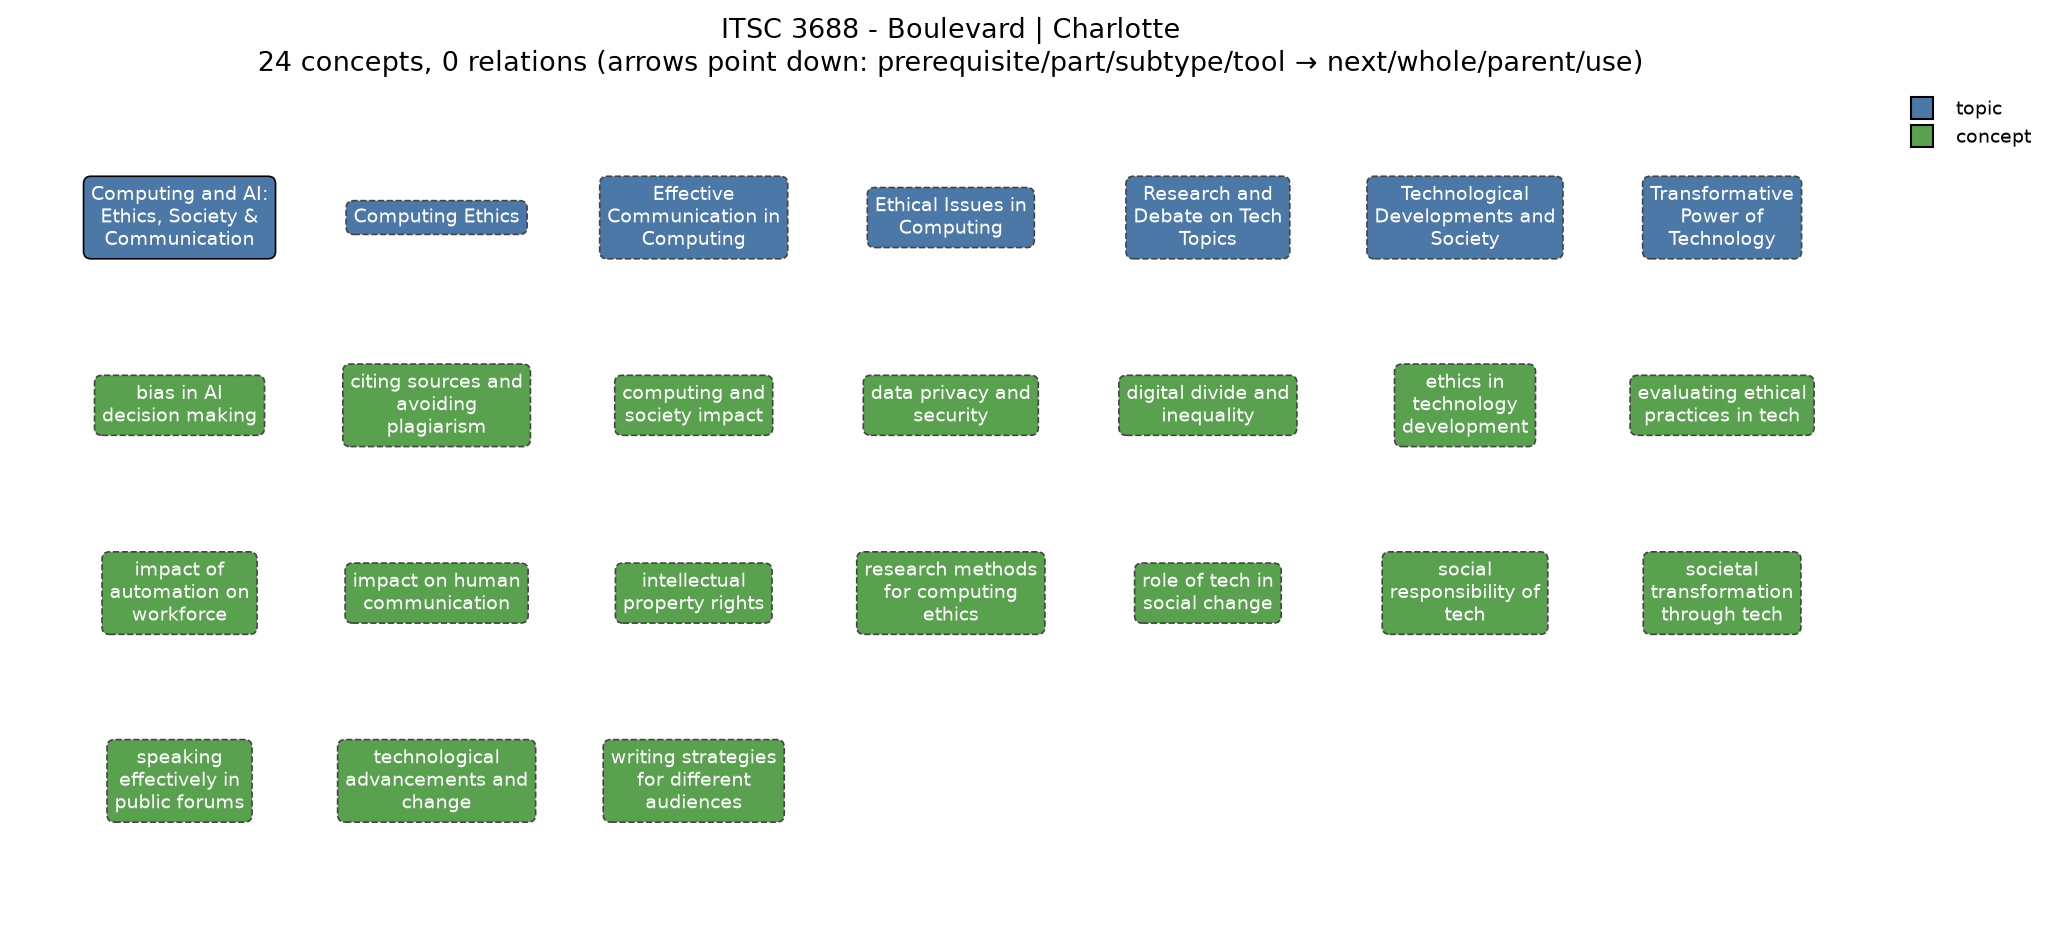 ITSC 3688 - Boulevard | Charlotte
24 concepts, 0 relations (arrows point down: prerequisite/part/subtype/tool → next/whole/parent/use)
topic
concept
Computing and AI:
Ethics, Society &
Communication
Computing Ethics
Effective
Communication in
Computing
Ethical Issues in
Computing
Research and
Debate on Tech
Topics
Technological
Developments and
Society
Transformative
Power of
Technology
bias in AI
decision making
citing sources and
avoiding
plagiarism
computing and
society impact
data privacy and
security
digital divide and
inequality
ethics in
technology
development
evaluating ethical
practices in tech
impact of
automation on
workforce
impact on human
communication
intellectual
property rights
research methods
for computing
ethics
role of tech in
social change
social
responsibility of
tech
societal
transformation
through tech
speaking
effectively in
public forums
technological
advancements and
change
writing strategies
for different
audiences